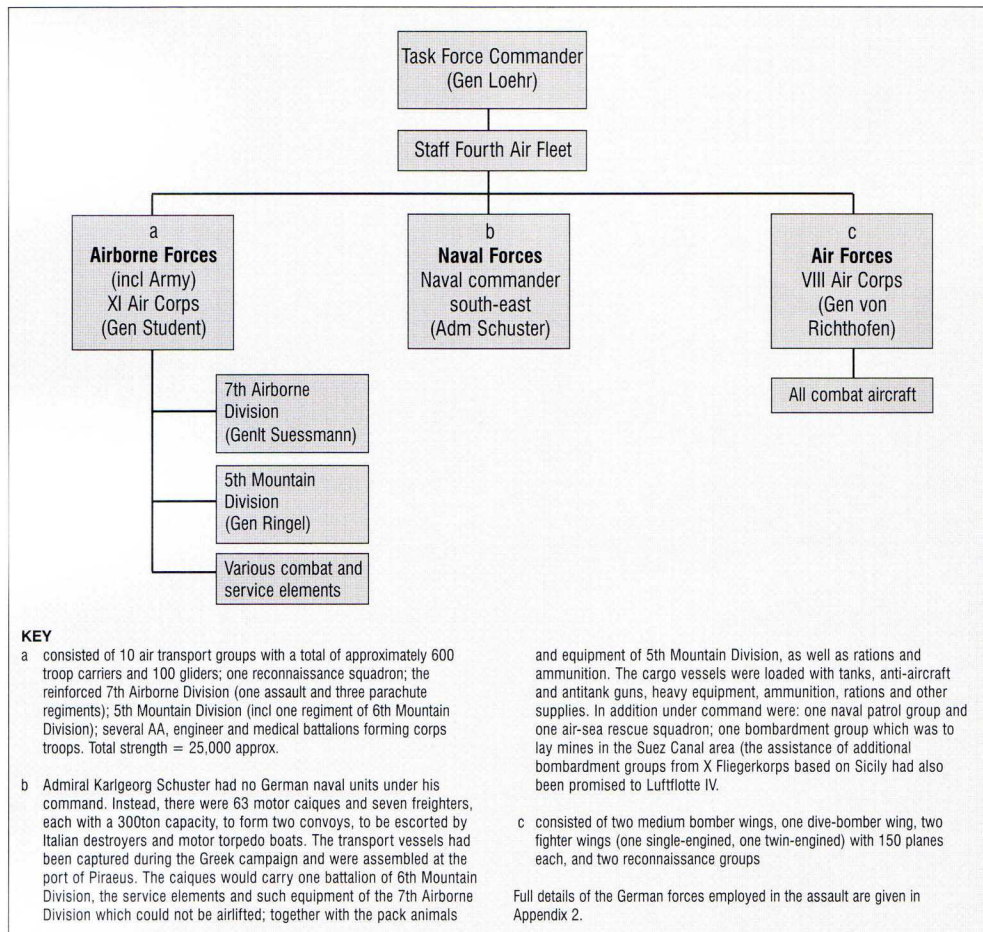 Task Force Commander
(Gen Loehr)
Staff Fourth Air Fleet
a
Airborne Forces
(incl Army)
XI Air Corps
(Gen Student)
b
Naval Forces
Naval commander
south-east
(Adm Schuster)
c
Air Forces
VIII Air Corps
(Gen von
Richthofen)
7th Airborne
Division
(Genlt Suessmann)
5th Mountain
Division
(Gen Ringel)
Various combat and
service elements
All combat aircraft
KEY
a consisted of 10 air transport groups with a total of approximately 600
troop carriers and 100 gliders; one reconnaissance squadron; the
reinforced 7th Airborne Division (one assault and three parachute
regiments); 5th Mountain Division (incl one regiment of 6th Mountain
Division); several AA, engineer and medical battalions forming corps
troops. Total strength = 25,000 approx.
b Admiral Karlgeorg Schuster had no German naval units under his
command. Instead, there were 63 motor caiques and seven freighters,
each with a 300ton capacity, to form two convoys, to be escorted by
Italian destroyers and motor torpedo boats. The transport vessels had
been captured during the Greek campaign and were assembled at the
port of Piraeus. The caiques would carry one battalion of 6th Mountain
Division, the service elements and such equipment of the 7th Airborne
Division which could not be airlifted; together with the pack animals
and equipment of 5th Mountain Division, as well as rations and
ammunition. The cargo vessels were loaded with tanks, anti-aircraft
and antitank guns, heavy equipment, ammunition, rations and other
supplies. In addition under command were: one naval patrol group and
one air-sea rescue squadron; one bombardment group which was to
lay mines in the Suez Canal area (the assistance of additional
bombardment groups from X Fliegerkorps based on Sicily had also
been promised to Luftflotte IV.
c consisted of two medium bomber wings, one dive-bomber wing, two
fighter wings (one single-engined, one twin-engined) with 150 planes
each, and two reconnaissance groups
Full details of the German forces employed in the assault are given in
Appendix 2.